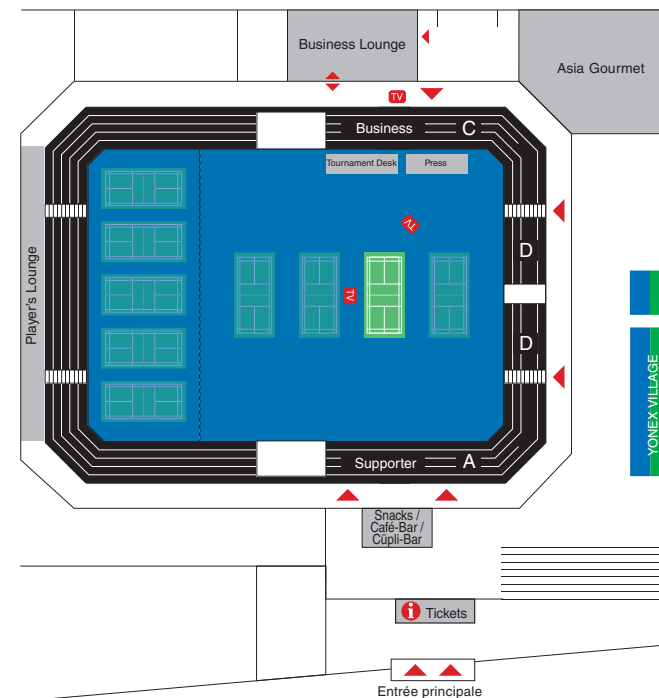 Business Lounge
Asia Gourmet
TV
Business C
Tournament Desk
Press
TV
D
Player's Lounge
TV
D
YONEX VILLAGE
Supporter A
Snacks /
Café-Bar /
Cüpli-Bar
i Tickets
Entrée principale